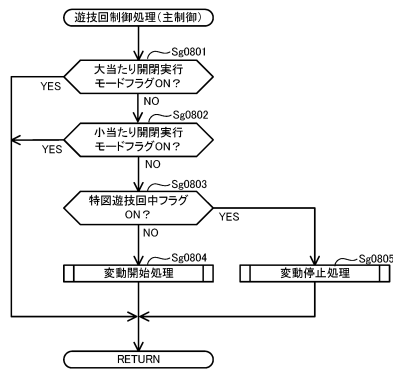 遊技回制御処理(主制御)
Sg0801
大当たり開閉実行
モードフラグON?
YES
NO
Sg0802
小当たり開閉実行
モードフラグON?
YES
NO
Sg0803
特図遊技回中フラグ
ON?
YES
NO
Sg0804
変動開始処理
Sg0805
変動停止処理
RETURN